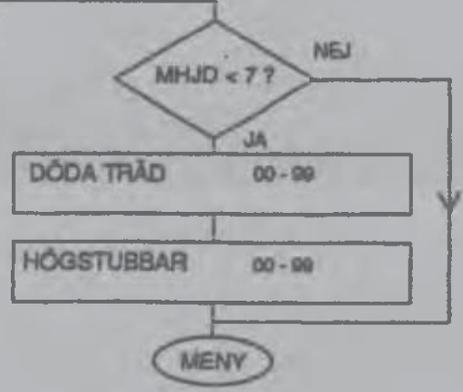 NEJ
MHJD < 7 ?
JA
DÖDA TRÄD 00 - 99
HÖGSTUBBAR 00 - 99
MENY